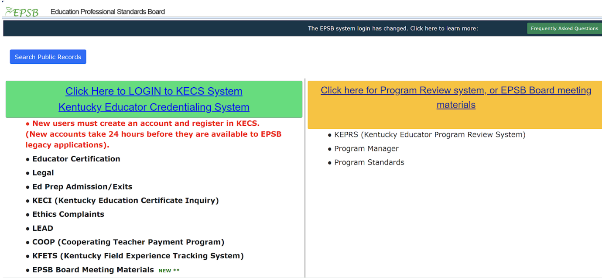 EPSB Education Professional Standards Board
The EPSB system login has changed. Click here to learn more:
Frequently Asked Questions
Search Public Records
Click Here to LOGIN to KECS System
Kentucky Educator Credentialing System
• New users must create an account and register in KECS.
(New accounts take 24 hours before they are available to EPSB
legacy applications).
• Educator Certification
• Legal
• Ed Prep Admission/Exits
• KECI (Kentucky Education Certificate Inquiry)
• Ethics Complaints
• LEAD
• COOP (Cooperating Teacher Payment Program)
• KFETS (Kentucky Field Experience Tracking System)
• EPSB Board Meeting Materials NEW **
Click here for Program Review system, or EPSB Board meeting
materials
• KEPRS (Kentucky Educator Program Review System)
• Program Manager
• Program Standards